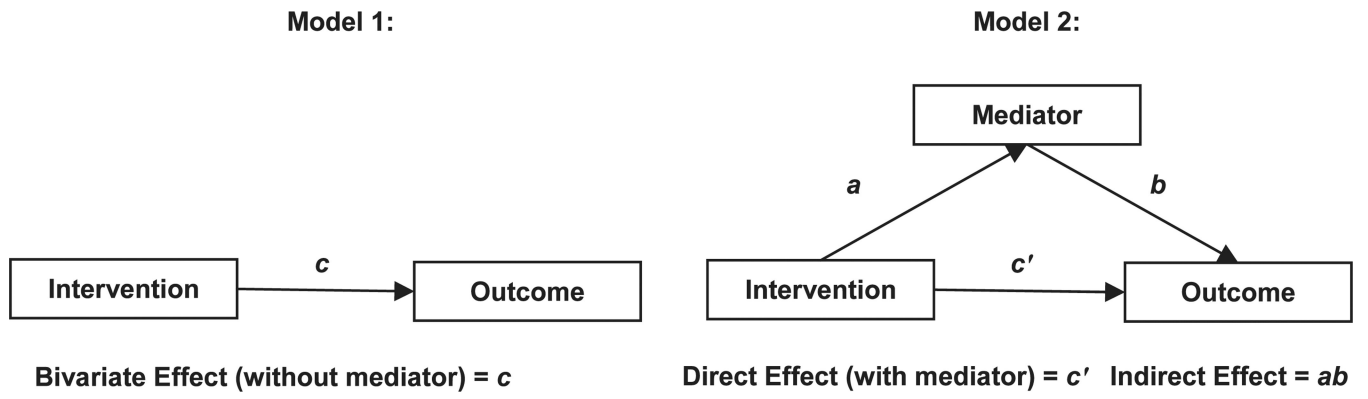 Model 1:
Intervention
c
Outcome
Bivariate Effect (without mediator) = c
Model 2:
Mediator
a
b
Intervention
c′
Outcome
Direct Effect (with mediator) = c′ Indirect Effect = ab